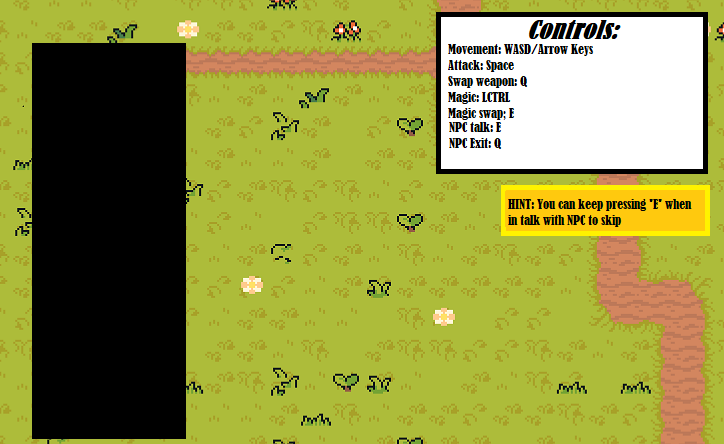 Controls:
Movement: WASD/Arrow Keys
Attack: Space
Swap weapon: Q
Magic: LCTRL
Magic swap; E
NPC talk: E
NPC Exit: Q
HINT: You can keep pressing "E" when
in talk with NPC to skip